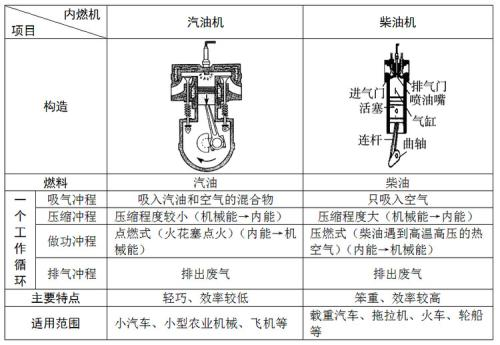 内燃机
项目
汽油机
柴油机
构造
进气门
排气门
喷油嘴
活塞
气缸
连杆
曲轴
燃料
汽油
柴油
一个工作循环
吸气冲程
吸入汽油和空气的混合物
只吸入空气
压缩冲程
压缩程度较小（机械能→内能）
压缩程度大（机械能→内能）
做功冲程
点燃式（火花塞点火）（内能→机
械能）
压燃式（柴油遇到高温高压的热
空气）（内能→机械能）
排气冲程
排出废气
排出废气
主要特点
轻巧、效率较低
笨重、效率较高
适用范围
小汽车、小型农业机械、飞机等
载重汽车、拖拉机、火车、轮船
等